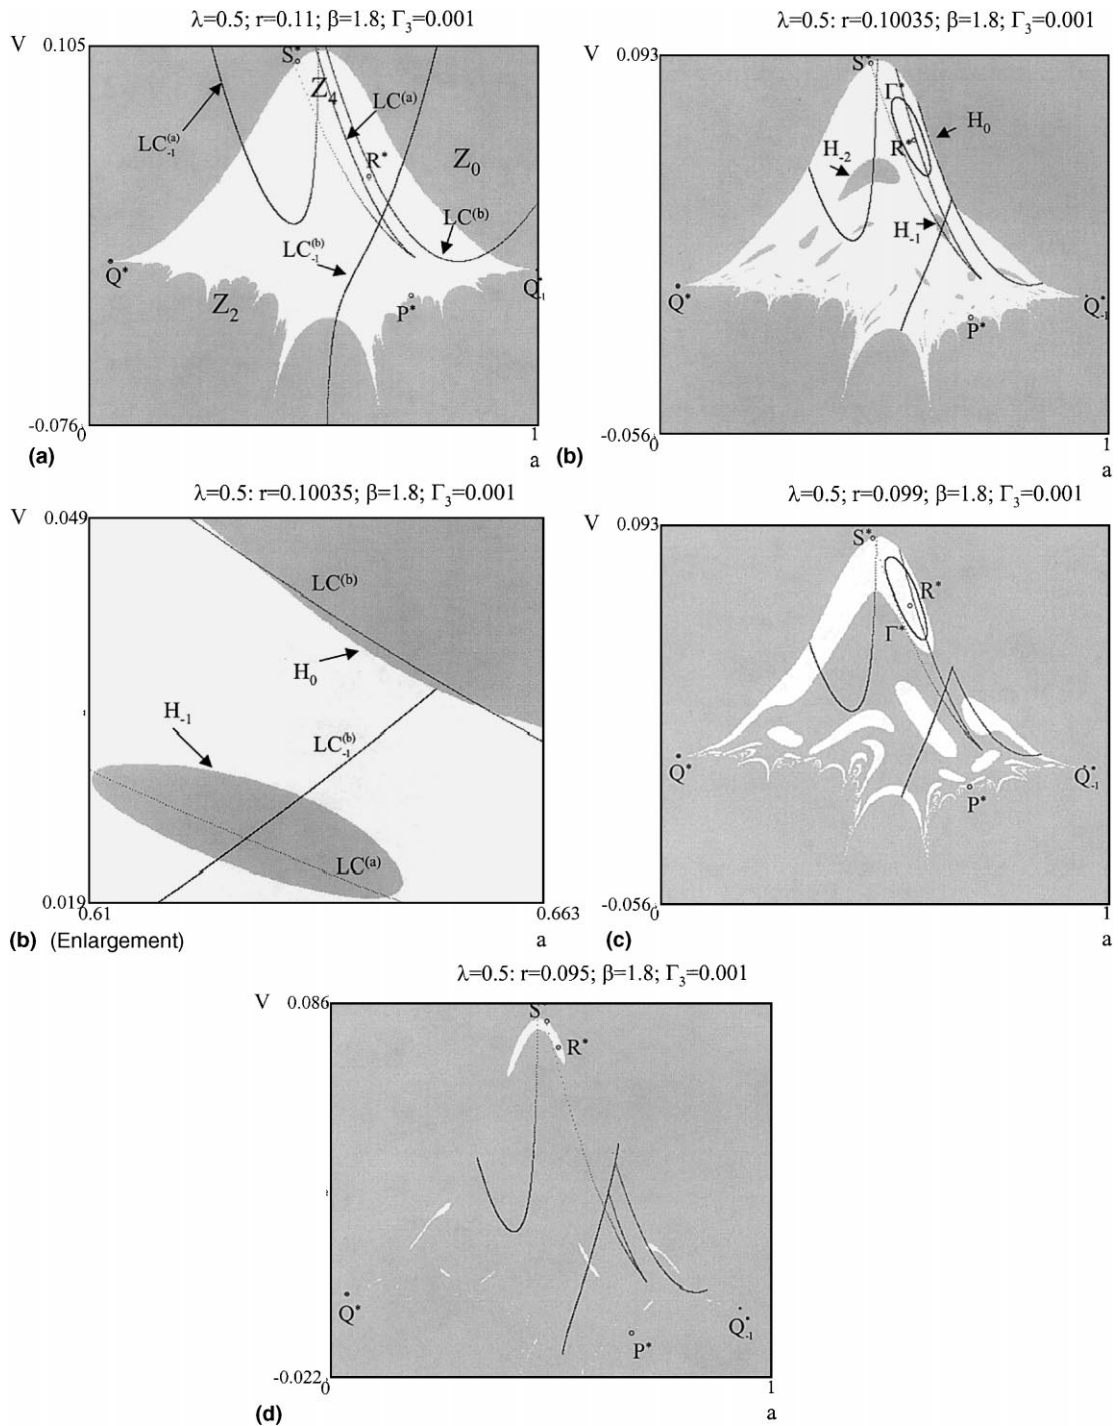 λ=0.5; r=0.11; β=1.8; Γ₃=0.001
V
0.105
S*
Z₄
LC⁽ᵃ⁾
LC₋₁⁽ᵃ⁾
R*
Z₀
LC⁽ᵇ⁾
LC₋₁⁽ᵇ⁾
Q*
Q₋₁*
Z₂
P*
-0.076
0
1
a
(a)
λ=0.5: r=0.10035; β=1.8; Γ₃=0.001
V
0.093
S*
Γ*
H₀
R*
H₋₂
H₋₁
Q*
Q₋₁*
P*
-0.056
0
1
a
(b)
λ=0.5: r=0.10035; β=1.8; Γ₃=0.001
V
0.049
LC⁽ᵇ⁾
H₀
H₋₁
LC₋₁⁽ᵇ⁾
LC⁽ᵃ⁾
0.019
0.61
0.663
a
(b) (Enlargement)
λ=0.5: r=0.099; β=1.8; Γ₃=0.001
V
0.093
S*
R*
Γ*
Q*
Q₋₁*
P*
-0.056
0
1
a
(c)
λ=0.5: r=0.095; β=1.8; Γ₃=0.001
V
0.086
S
R*
Q*
Q₋₁*
P*
-0.022
0
1
a
(d)